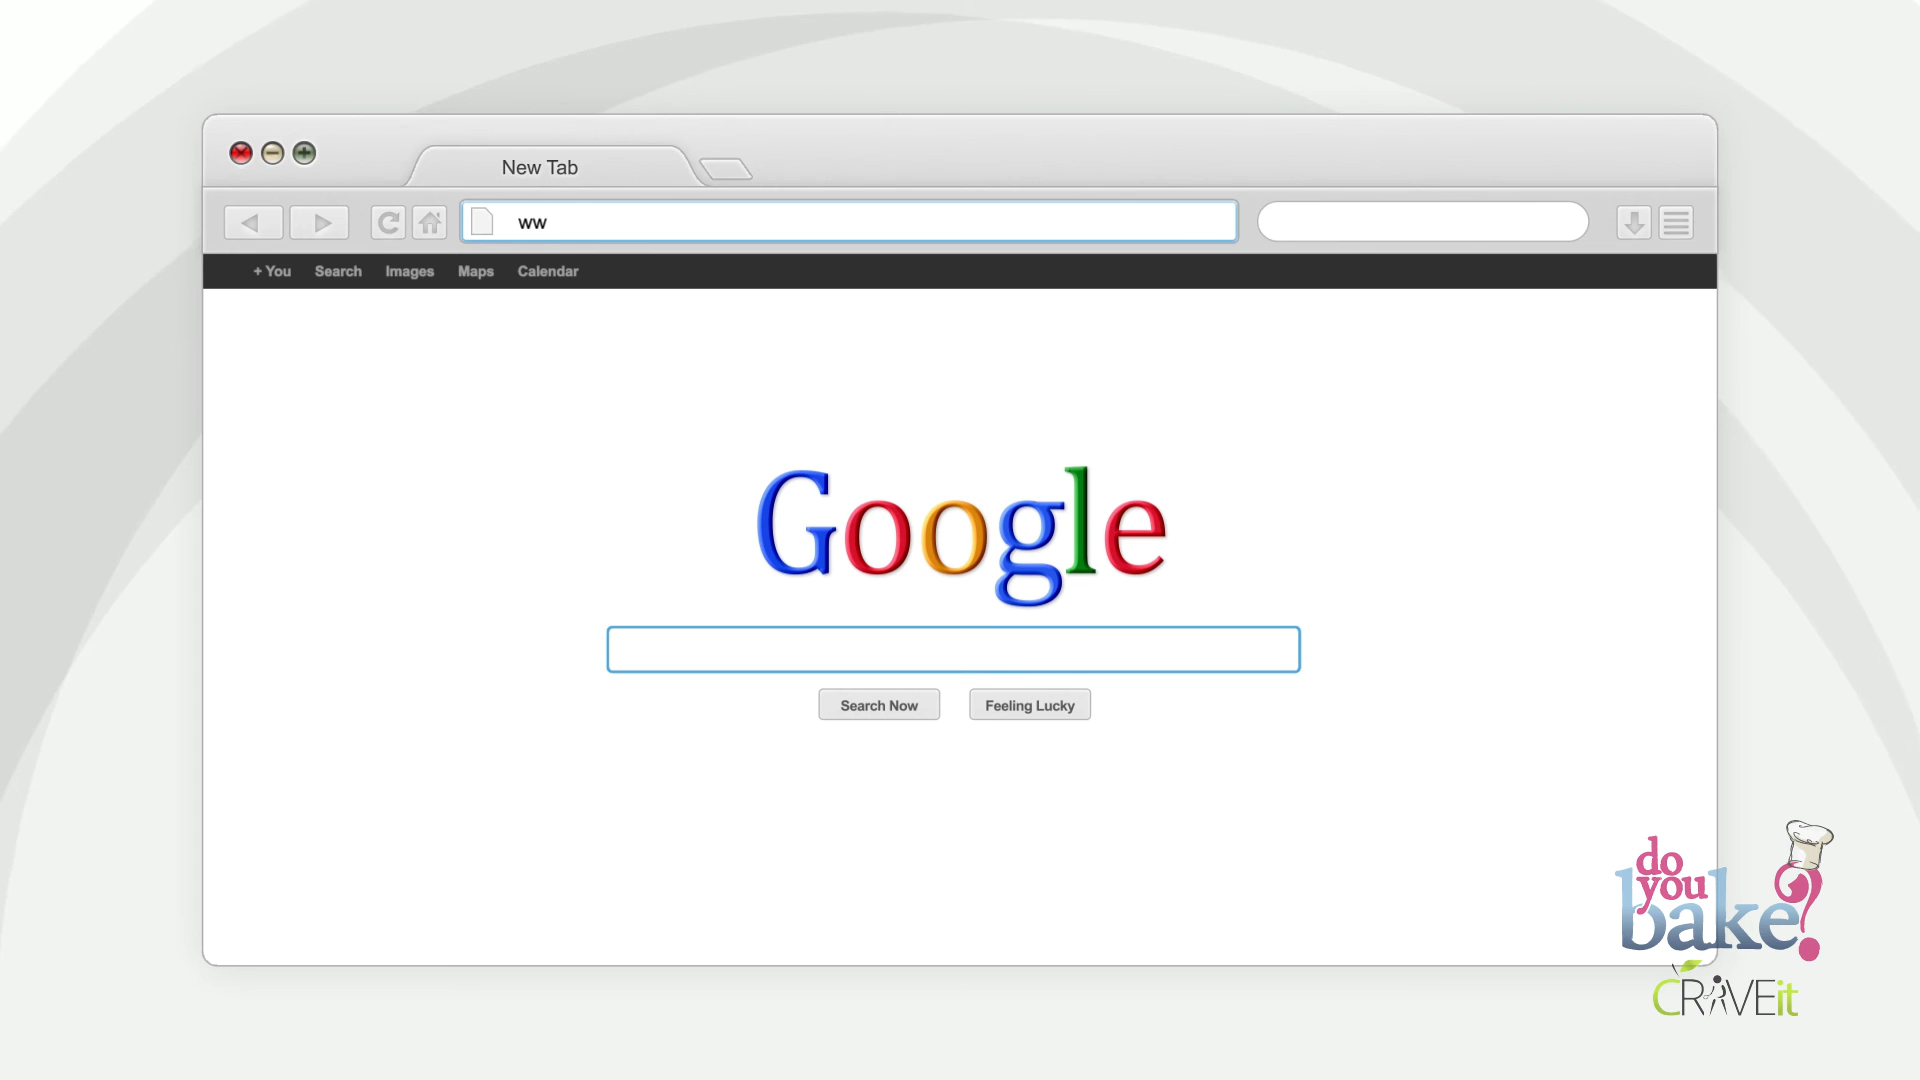 New Tab
ww
+ You Search Images Maps Calendar
Google
Search Now Feeling Lucky
do
you
bake?
CRAVEit